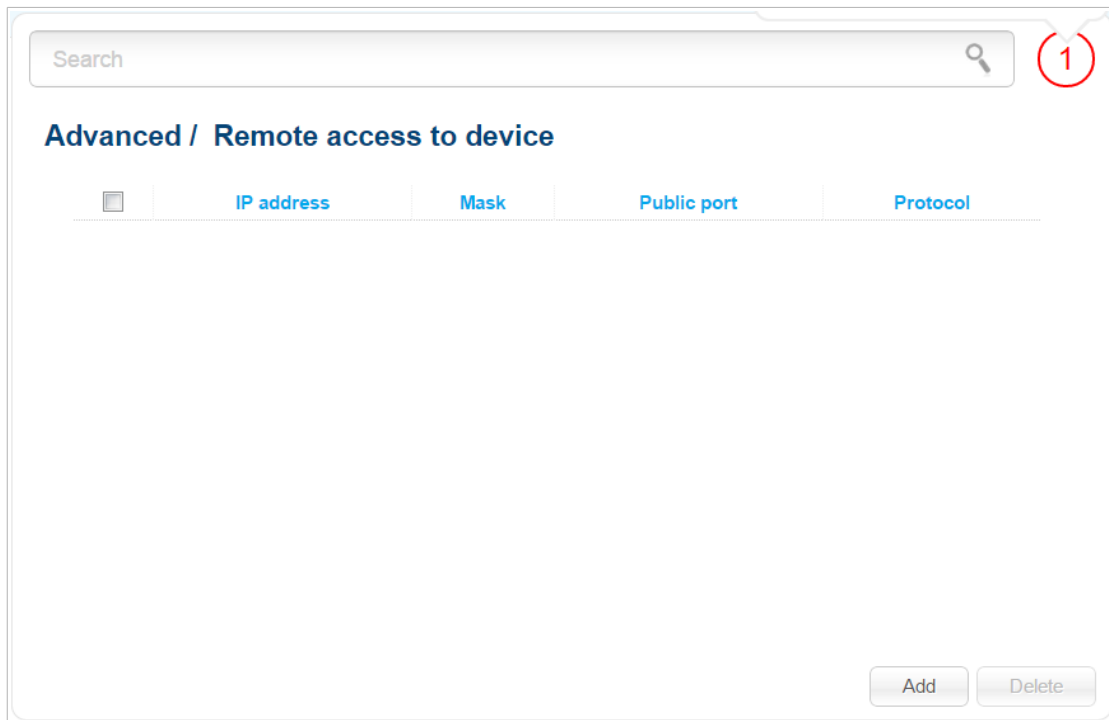 Search
1
Advanced / Remote access to device
IP address Mask Public port Protocol
Add Delete